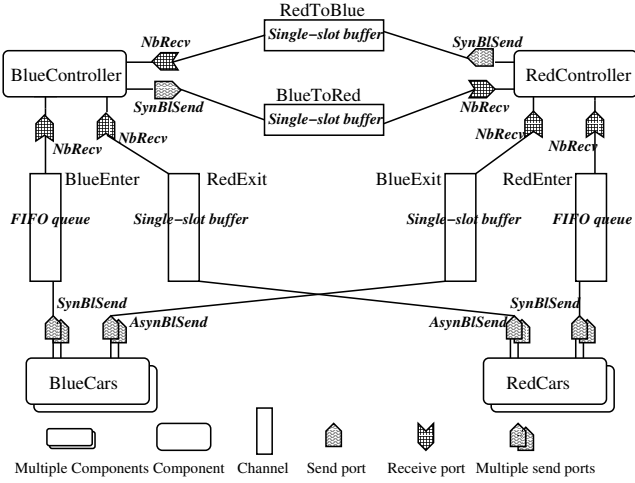 RedToBlue
NbRecv
Single-slot buffer
SynBlSend
BlueController
RedController
BlueToRed
SynBlSend
Single-slot buffer
NbRecv
NbRecv
NbRecv
NbRecv
NbRecv
BlueEnter
RedExit
BlueExit
RedEnter
FIFO queue
Single-slot buffer
Single-slot buffer
FIFO queue
SynBlSend
AsynBlSend
AsynBlSend
SynBlSend
BlueCars
RedCars
Multiple Components
Component
Channel
Send port
Receive port
Multiple send ports